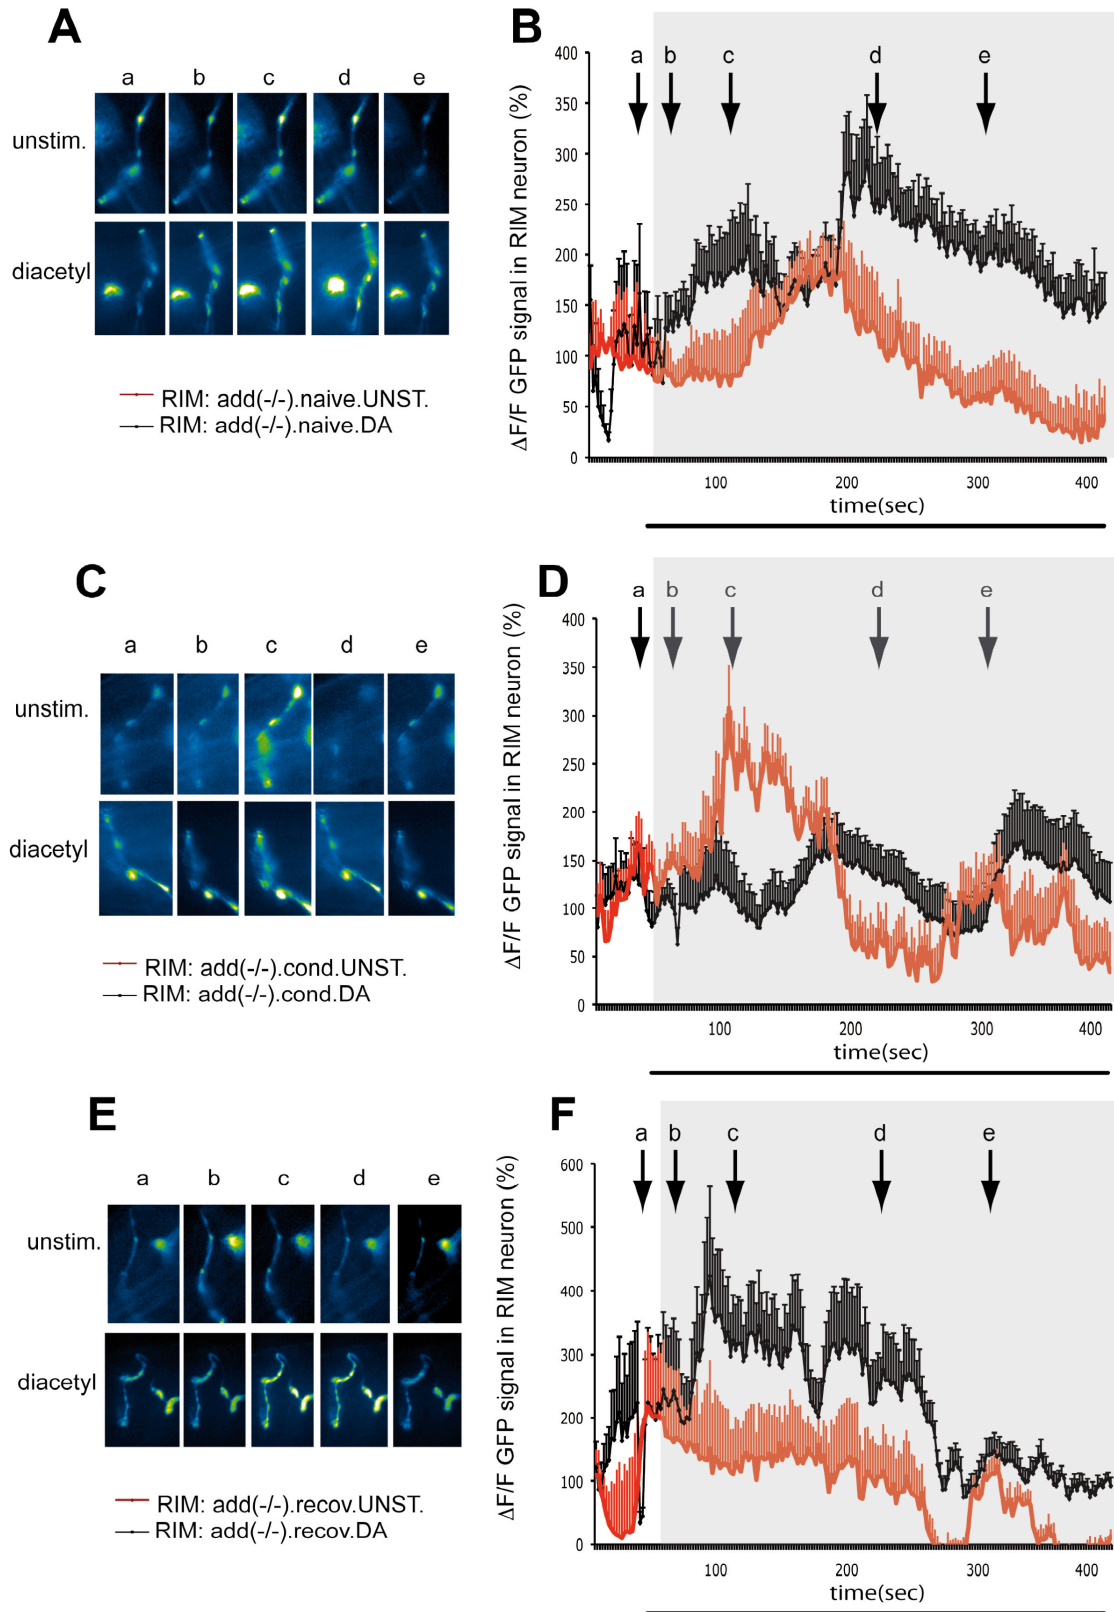 A
a b c d e
unstim.
diacetyl
RIM: add(-/-).naive.UNST.
RIM: add(-/-).naive.DA
B
ΔF/F GFP signal in RIM neuron (%)
400
350
300
250
200
150
100
50
0
a b c d e
100 200 300 400
time(sec)
C
a b c d e
unstim.
diacetyl
RIM: add(-/-).cond.UNST.
RIM: add(-/-).cond.DA
D
ΔF/F GFP signal in RIM neuron (%)
400
350
300
250
200
150
100
50
0
a b c d e
100 200 300 400
time(sec)
E
a b c d e
unstim.
diacetyl
RIM: add(-/-).recov.UNST.
RIM: add(-/-).recov.DA
F
ΔF/F GFP signal in RIM neuron (%)
600
500
400
300
200
100
0
a b c d e
100 200 300 400
time(sec)